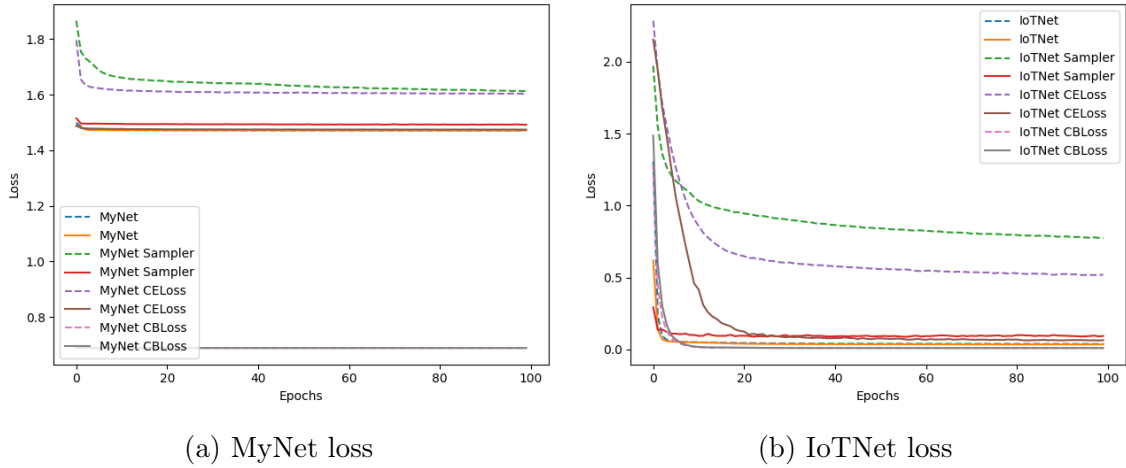 1.8
1.6
1.4
1.2
1.0
0.8
Loss
MyNet
MyNet
MyNet Sampler
MyNet Sampler
MyNet CELoss
MyNet CELoss
MyNet CBLoss
MyNet CBLoss
0 20 40 60 80 100
Epochs
(a) MyNet loss
2.0
1.5
1.0
0.5
0.0
Loss
IoTNet
IoTNet
IoTNet Sampler
IoTNet Sampler
IoTNet CELoss
IoTNet CELoss
IoTNet CBLoss
IoTNet CBLoss
0 20 40 60 80 100
Epochs
(b) IoTNet loss